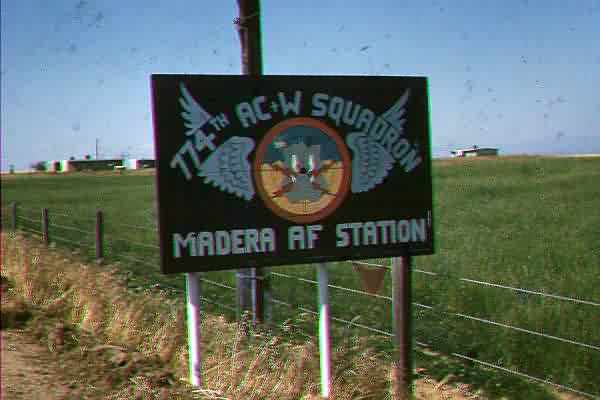 774TH AC+W SQUADRON
MADERA AF STATION